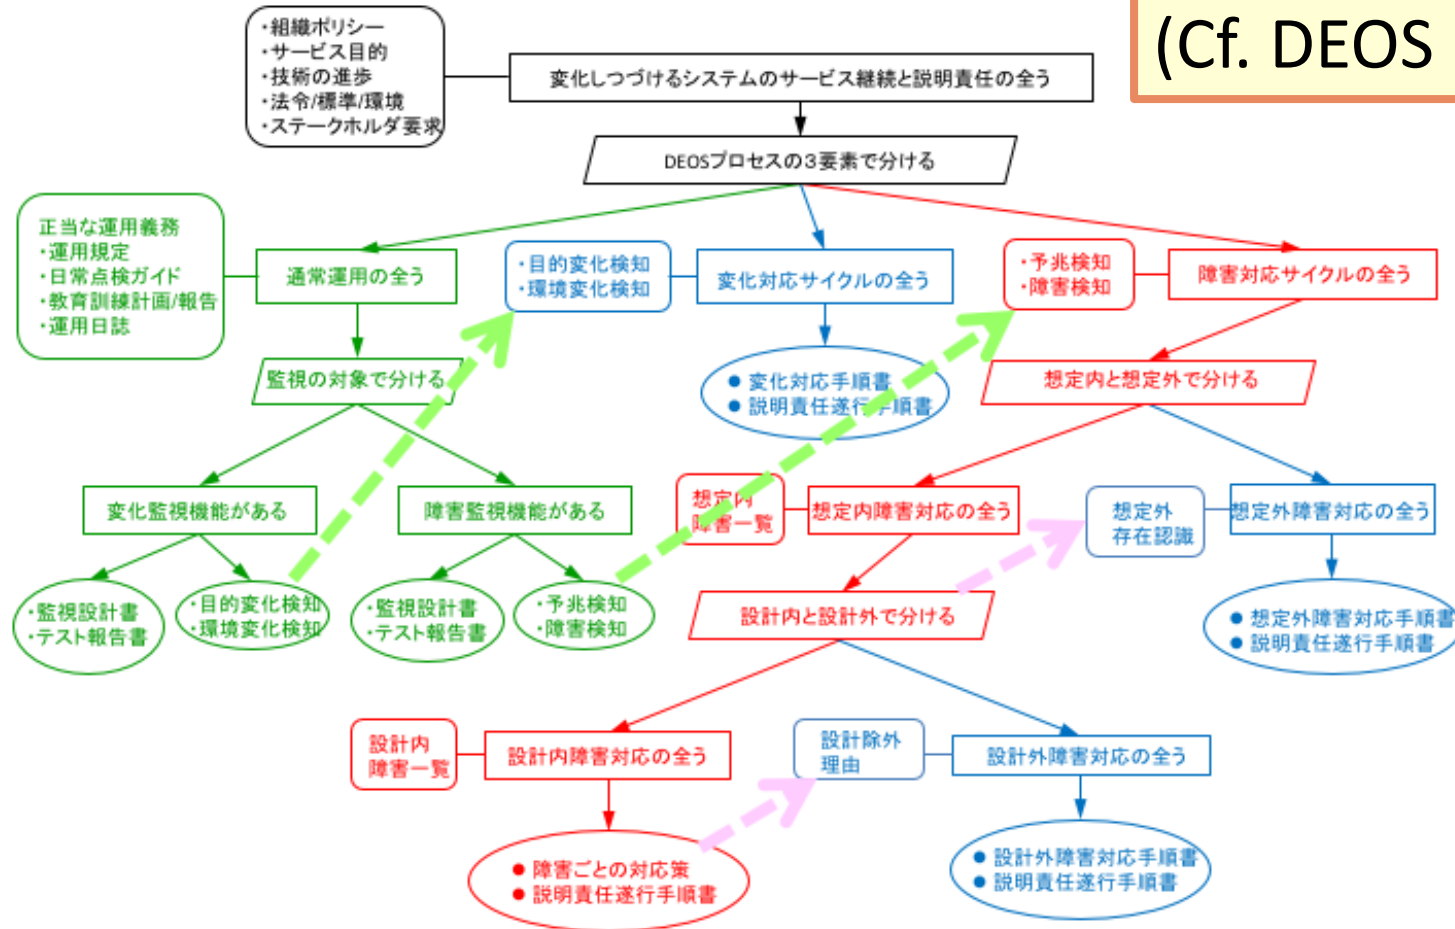 ・組織ポリシー
・サービス目的
・技術の進歩
・法令/標準/環境
・ステークホルダ要求
変化しつづけるシステムのサービス継続と説明責任の全う
(Cf. DEOS
DEOSプロセスの3要素で分ける
正当な運用義務
・運用規定
・日常点検ガイド
・教育訓練計画/報告
・運用日誌
通常運用の全う
・目的変化検知
・環境変化検知
変化対応サイクルの全う
・予兆検知
・障害検知
障害対応サイクルの全う
監視の対象で分ける
● 変化対応手順書
● 説明責任遂行手順書
想定内と想定外で分ける
変化監視機能がある
障害監視機能がある
想定内
障害一覧
想定内障害対応の全う
想定外
存在認識
想定外障害対応の全う
・監視設計書
・テスト報告書
・目的変化検知
・環境変化検知
・監視設計書
・テスト報告書
・予兆検知
・障害検知
設計内と設計外で分ける
● 想定外障害対応手順書
● 説明責任遂行手順書
設計内
障害一覧
設計内障害対応の全う
設計除外
理由
設計外障害対応の全う
● 障害ごとの対応策
● 説明責任遂行手順書
● 設計外障害対応手順書
● 説明責任遂行手順書